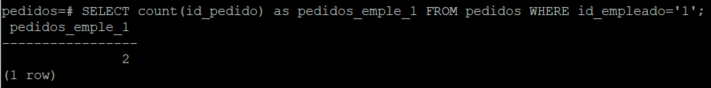 pedidos=# SELECT count(id_pedido) as pedidos_emple_1 FROM pedidos WHERE id_empleado='1';
 pedidos_emple_1
-----------------
               2
(1 row)